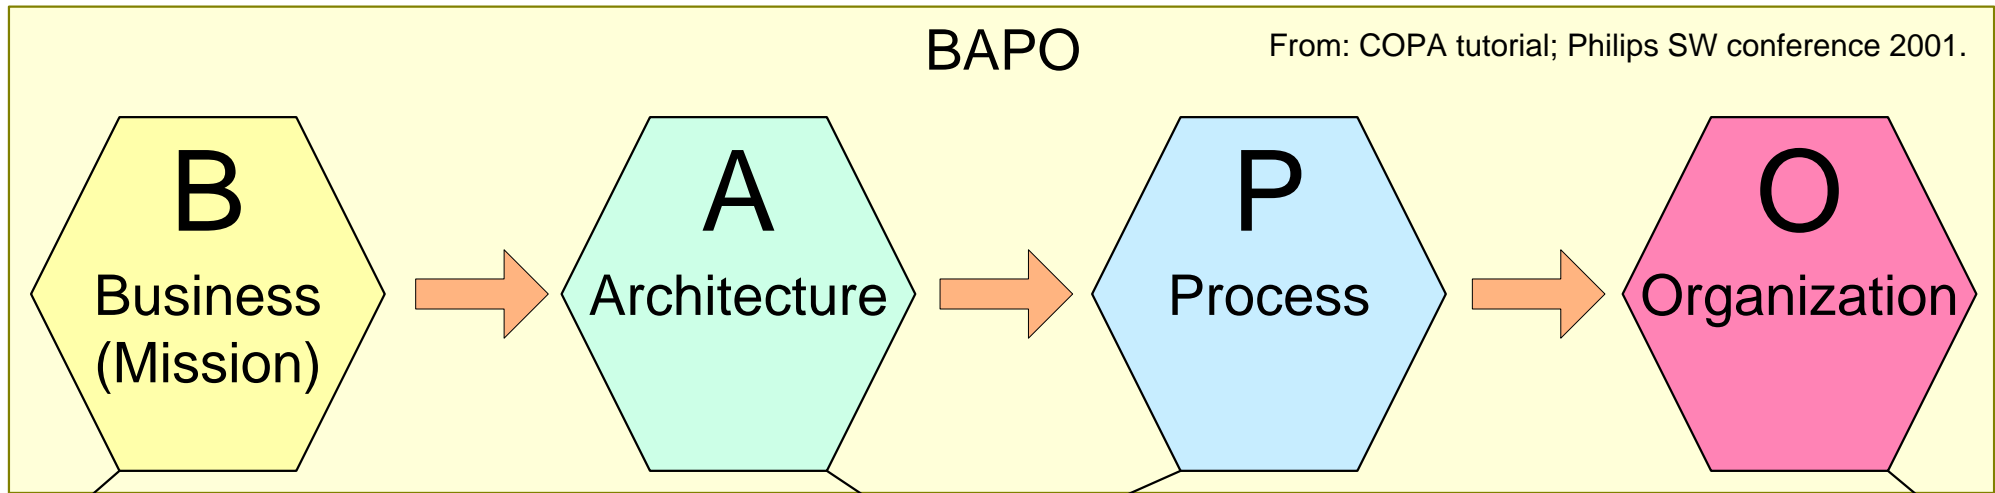 BAPO
From: COPA tutorial; Philips SW conference 2001.
B
Business
(Mission)
A
Architecture
P
Process
O
Organization